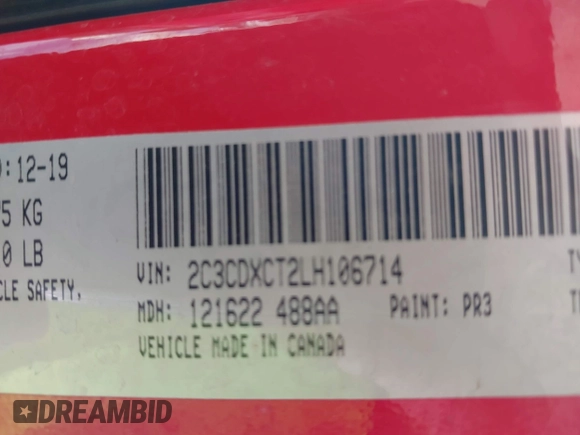 : 12-19
5 KG
0 LB
CLE SAFETY,
VIN: 2C3CDXCT2LH106714
MDH: 121622 488AA PAINT: PR3
VEHICLE MADE IN CANADA
DREAMBID